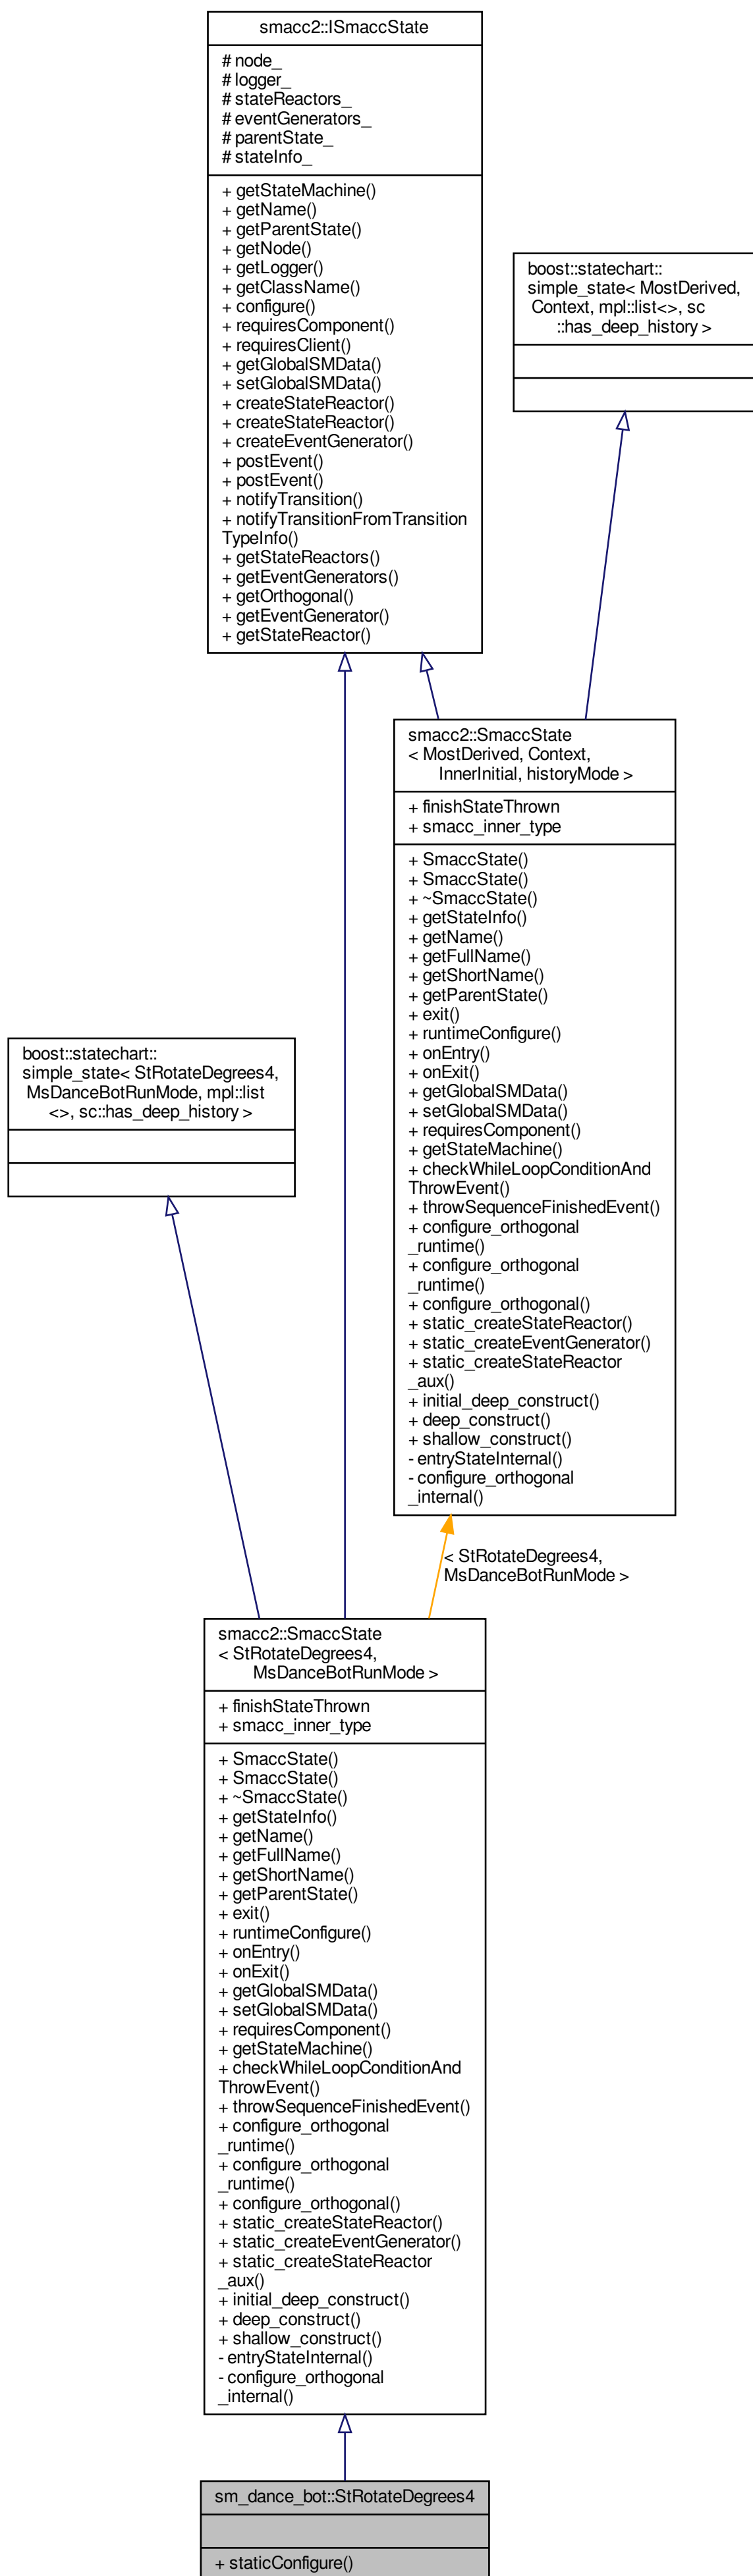 smacc2::ISmaccState
# node_
# logger_
# stateReactors_
# eventGenerators_
# parentState_
# stateInfo_
+ getStateMachine()
+ getName()
+ getParentState()
+ getNode()
+ getLogger()
+ getClassName()
+ configure()
+ requiresComponent()
+ requiresClient()
+ getGlobalSMData()
+ setGlobalSMData()
+ createStateReactor()
+ createStateReactor()
+ createEventGenerator()
+ postEvent()
+ postEvent()
+ notifyTransition()
+ notifyTransitionFromTransition
TypeInfo()
+ getStateReactors()
+ getEventGenerators()
+ getOrthogonal()
+ getEventGenerator()
+ getStateReactor()
boost::statechart::
simple_state< MostDerived,
Context, mpl::list<>, sc
::has_deep_history >
smacc2::SmaccState
< MostDerived, Context,
InnerInitial, historyMode >
+ finishStateThrown
+ smacc_inner_type
+ SmaccState()
+ SmaccState()
+ ~SmaccState()
+ getStateInfo()
+ getName()
+ getFullName()
+ getShortName()
+ getParentState()
+ exit()
+ runtimeConfigure()
+ onEntry()
+ onExit()
+ getGlobalSMData()
+ setGlobalSMData()
+ requiresComponent()
+ getStateMachine()
+ checkWhileLoopConditionAnd
ThrowEvent()
+ throwSequenceFinishedEvent()
+ configure_orthogonal
_runtime()
+ configure_orthogonal
_runtime()
+ configure_orthogonal()
+ static_createStateReactor()
+ static_createEventGenerator()
+ static_createStateReactor
_aux()
+ initial_deep_construct()
+ deep_construct()
+ shallow_construct()
- entryStateInternal()
- configure_orthogonal
_internal()
boost::statechart::
simple_state< StRotateDegrees4,
MsDanceBotRunMode, mpl::list
<>, sc::has_deep_history >
< StRotateDegrees4,
MsDanceBotRunMode >
smacc2::SmaccState
< StRotateDegrees4,
MsDanceBotRunMode >
+ finishStateThrown
+ smacc_inner_type
+ SmaccState()
+ SmaccState()
+ ~SmaccState()
+ getStateInfo()
+ getName()
+ getFullName()
+ getShortName()
+ getParentState()
+ exit()
+ runtimeConfigure()
+ onEntry()
+ onExit()
+ getGlobalSMData()
+ setGlobalSMData()
+ requiresComponent()
+ getStateMachine()
+ checkWhileLoopConditionAnd
ThrowEvent()
+ throwSequenceFinishedEvent()
+ configure_orthogonal
_runtime()
+ configure_orthogonal
_runtime()
+ configure_orthogonal()
+ static_createStateReactor()
+ static_createEventGenerator()
+ static_createStateReactor
_aux()
+ initial_deep_construct()
+ deep_construct()
+ shallow_construct()
- entryStateInternal()
- configure_orthogonal
_internal()
sm_dance_bot::StRotateDegrees4
+ staticConfigure()